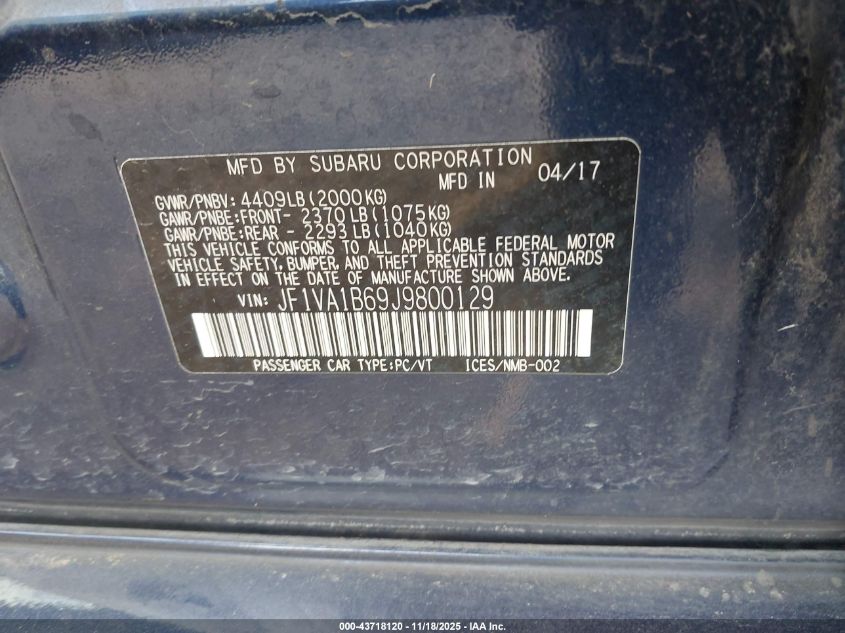 MFD BY SUBARU CORPORATION
MFD IN 04/17
GVWR/PNBV: 4409LB(2000KG)
GAWR/PNBE:FRONT- 2370LB(1075KG)
GAWR/PNBE:REAR - 2293LB(1040KG)
THIS VEHICLE CONFORMS TO ALL APPLICABLE FEDERAL MOTOR
VEHICLE SAFETY, BUMPER, AND THEFT PREVENTION STANDARDS
IN EFFECT ON THE DATE OF MANUFACTURE SHOWN ABOVE.
VIN: JF1VA1B69J9800129
PASSENGER CAR TYPE:PC/VT ICES/NMB-002
000-43718120 - 11/18/2025 - IAA Inc.